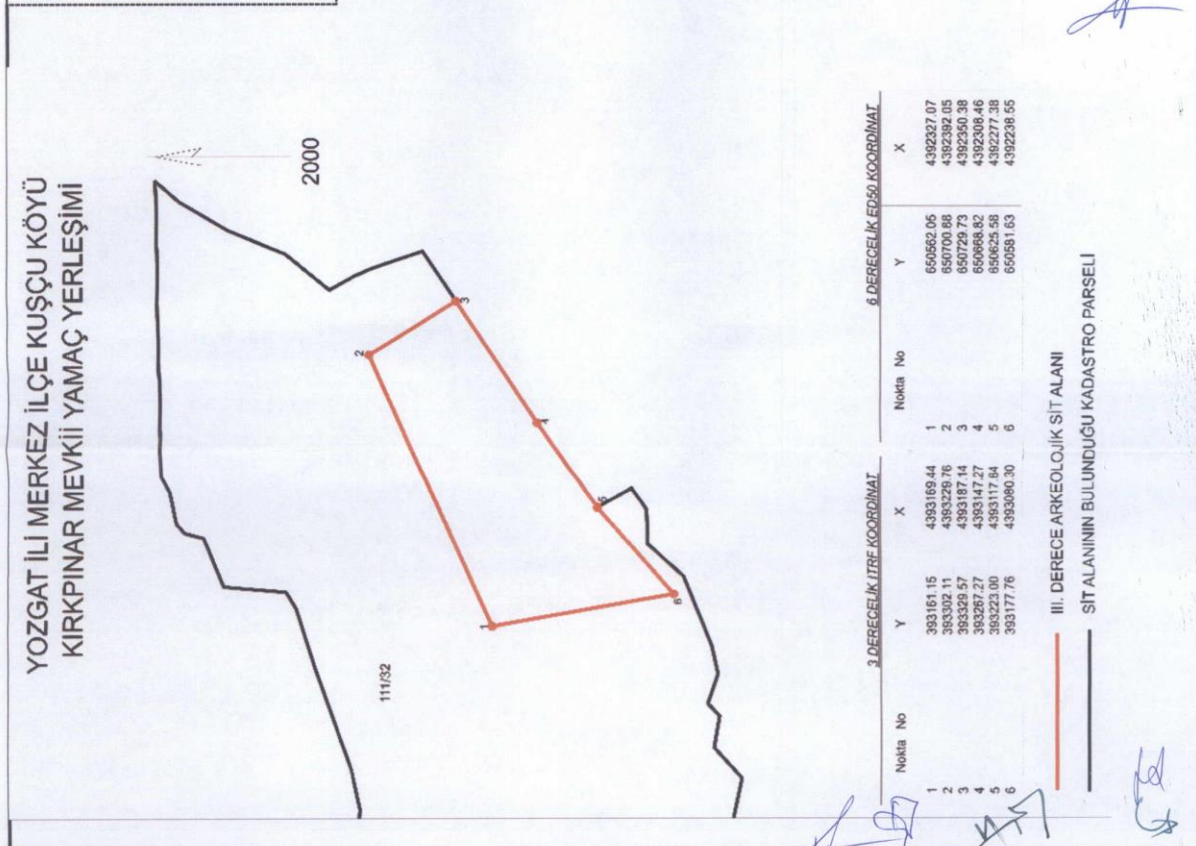 YOZGAT İLİ MERKEZ İLÇE KUŞÇU KÖYÜ
KIRKPINAR MEVKİİ YAMAÇ YERLEŞİMİ
2000
2
3
1
4
5
6
111/32
3 DERECELİK ITRF KOORDİNAT
Nokta No Y X
1 393161.15 4393169.44
2 393302.11 4393229.76
3 393329.57 4393187.14
4 393267.27 4393147.27
5 393223.00 4393117.64
6 393177.76 4393080.30
6 DERECELİK ED50 KOORDİNAT
Nokta No Y X
1 650562.05 4392327.07
2 650700.88 4392392.05
3 650729.73 4392350.38
4 650668.82 4392308.46
5 650625.58 4392277.38
6 650581.63 4392238.55
III. DERECE ARKEOLOJİK SİT ALANI
SİT ALANININ BULUNDUĞU KADASTRO PARSELİ